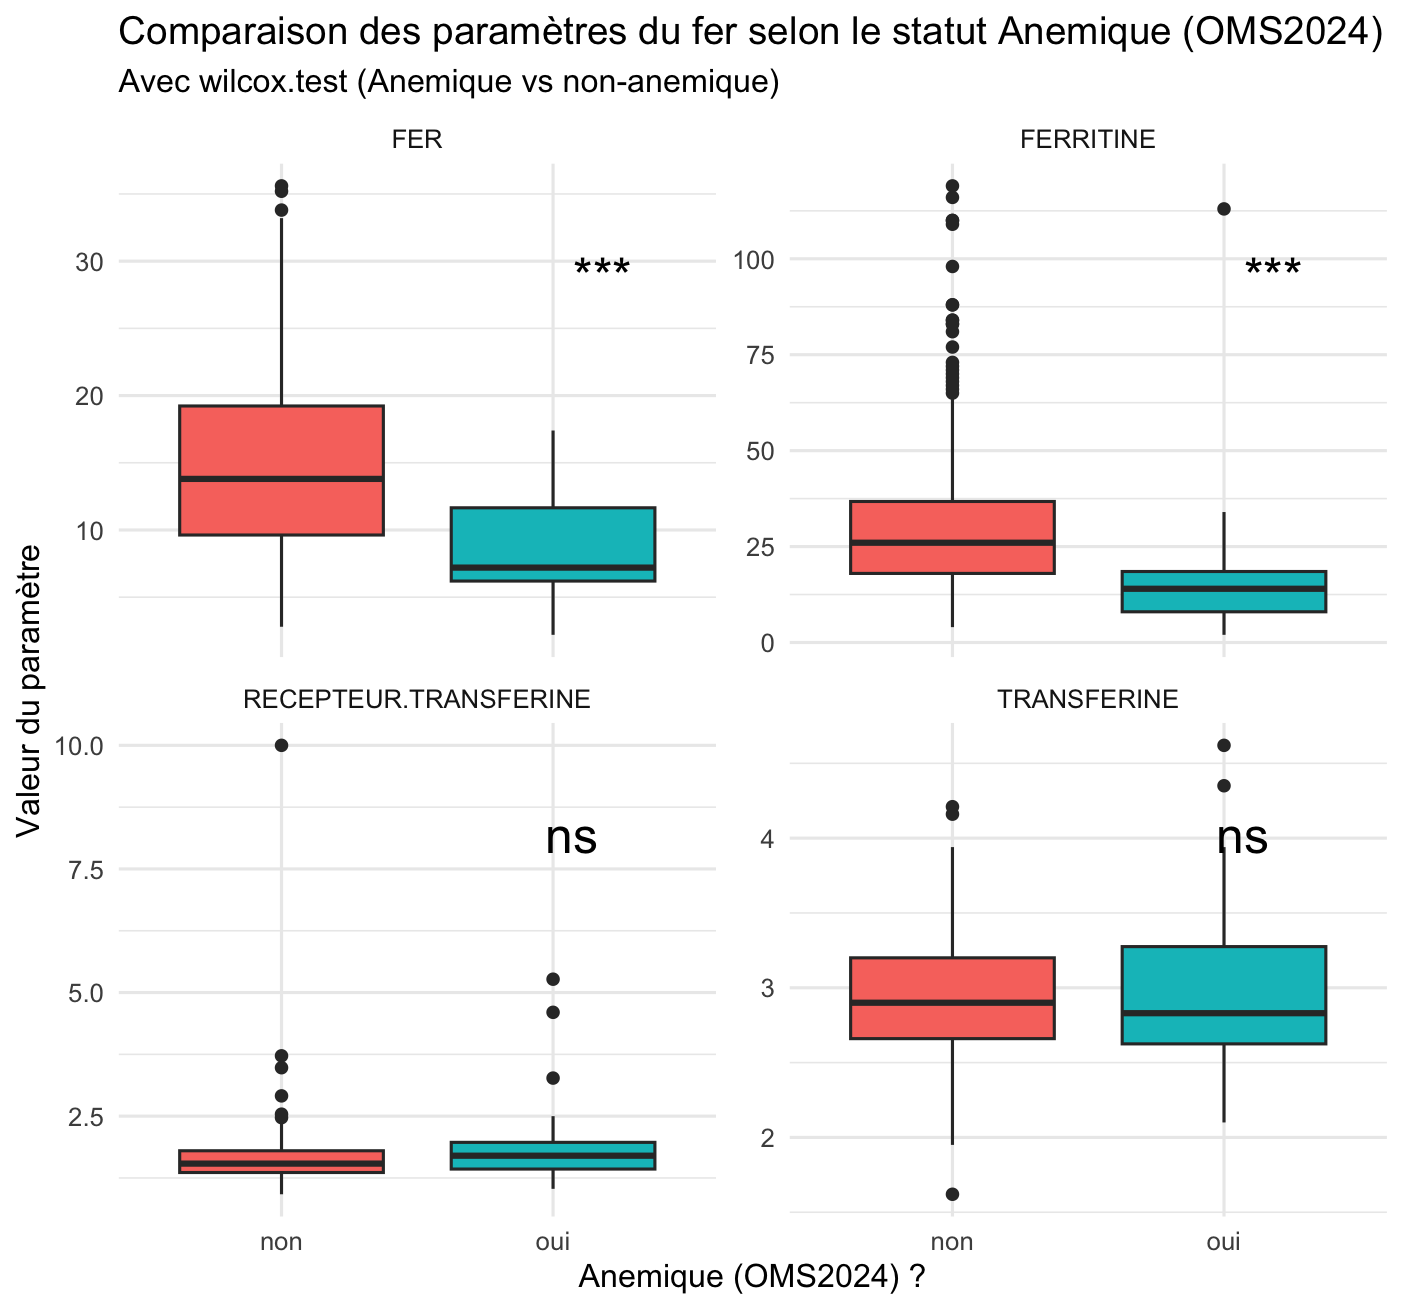 Comparaison des paramètres du fer selon le statut Anemique (OMS2024)
Avec wilcox.test (Anemique vs non-anemique)
FER
30
20
10
***
FERRITINE
100
75
50
25
0
***
Valeur du paramètre
RECEPTEUR.TRANSFERINE
10.0
7.5
5.0
2.5
ns
non
oui
TRANSFERINE
4
3
2
ns
non
oui
Anemique (OMS2024) ?